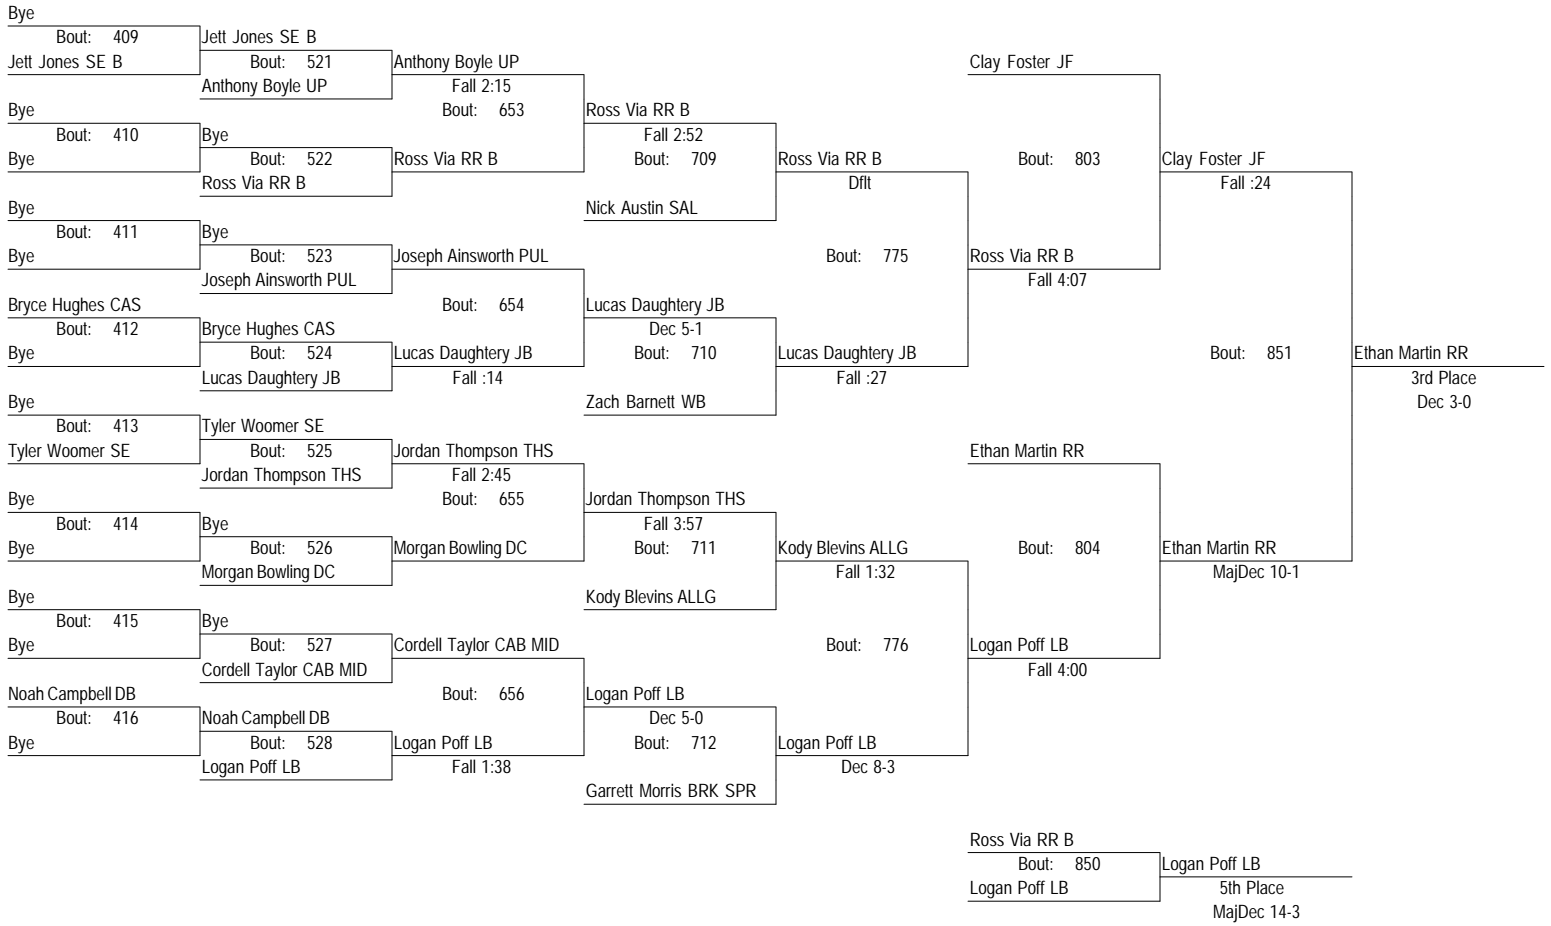 Bye
Bout: 409 Jett Jones SE B
Jett Jones SE B Bout: 521 Anthony Boyle UP Clay Foster JF
Anthony Boyle UP Fall 2:15
Bye Bout: 653 Ross Via RR B
Bout: 410 Bye Fall 2:52
Bye Bout: 522 Ross Via RR B Bout: 709 Ross Via RR B Bout: 803 Clay Foster JF
Ross Via RR B Dflt Fall :24
Bye Nick Austin SAL
Bout: 411 Bye
Bye Bout: 523 Joseph Ainsworth PUL Bout: 775 Ross Via RR B
Joseph Ainsworth PUL Fall 4:07
Bryce Hughes CAS Bout: 654 Lucas Daughtery JB
Bout: 412 Bryce Hughes CAS Dec 5-1
Bye Bout: 524 Lucas Daughtery JB Bout: 710 Lucas Daughtery JB Bout: 851 Ethan Martin RR
Lucas Daughtery JB Fall :14 Fall :27 3rd Place
Bye Zach Barnett WB Dec 3-0
Bout: 413 Tyler Woomer SE
Tyler Woomer SE Bout: 525 Jordan Thompson THS Ethan Martin RR
Jordan Thompson THS Fall 2:45
Bye Bout: 655 Jordan Thompson THS
Bout: 414 Bye Fall 3:57
Bye Bout: 526 Morgan Bowling DC Bout: 711 Kody Blevins ALLG Bout: 804 Ethan Martin RR
Morgan Bowling DC Fall 1:32 MajDec 10-1
Bye Kody Blevins ALLG
Bout: 415 Bye
Bye Bout: 527 Cordell Taylor CAB MID Bout: 776 Logan Poff LB
Cordell Taylor CAB MID Fall 4:00
Noah Campbell DB Bout: 656 Logan Poff LB
Bout: 416 Noah Campbell DB Dec 5-0
Bye Bout: 528 Logan Poff LB Bout: 712 Logan Poff LB
Logan Poff LB Fall 1:38 Dec 8-3
Garrett Morris BRK SPR
Ross Via RR B
Bout: 850 Logan Poff LB
Logan Poff LB 5th Place
MajDec 14-3